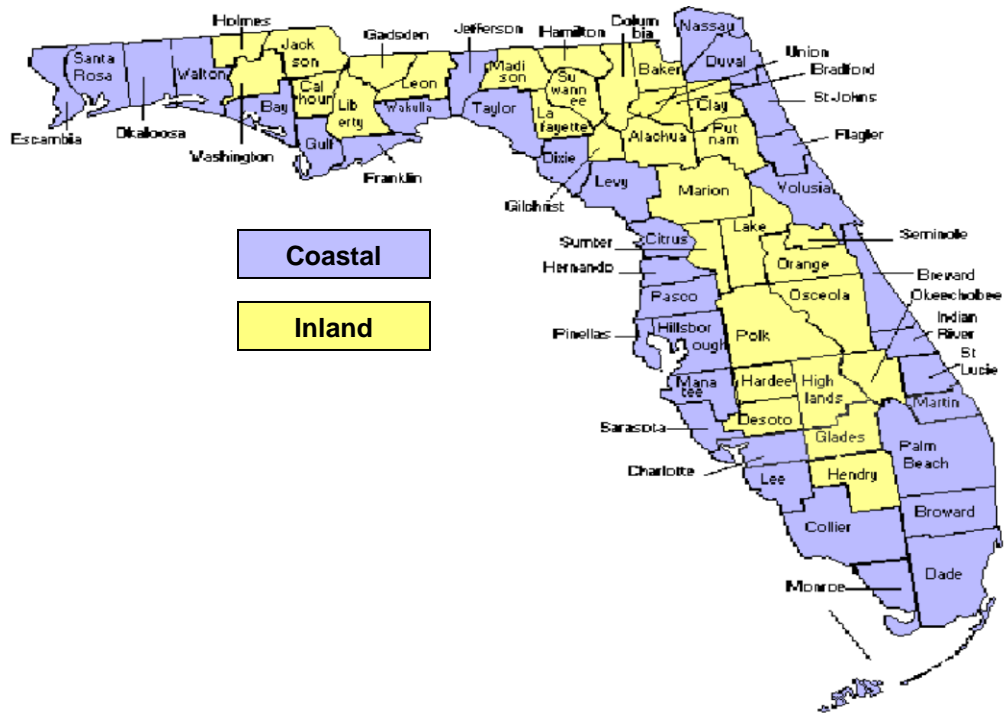 Holmes
Jack
son
Gadsden
Jefferson
Hamilton
Colum
bia
Nassau
Santa
Rosa
Okaloosa
Walton
Escambia
Washington
Bay
Cal
houn
Gulf
Lib
erty
Franklin
Leon
Wakulla
Madi
son
Taylor
Su
wann
ee
La
fayette
Dixie
Gilchrist
Levy
Baker
Union
Bradford
Duval
Clay
St Johns
Alachua
Put
nam
Flagler
Marion
Volusia
Coastal
Inland
Citrus
Sumter
Hernando
Lake
Seminole
Orange
Brevard
Pasco
Osceola
Okeechobee
Pinellas
Hillsbor
ough
Polk
Indian
River
St
Lucie
Mana
tee
Hardee
High
lands
Martin
Sarasota
Desoto
Charlotte
Glades
Palm
Beach
Lee
Hendry
Collier
Broward
Monroe
Dade